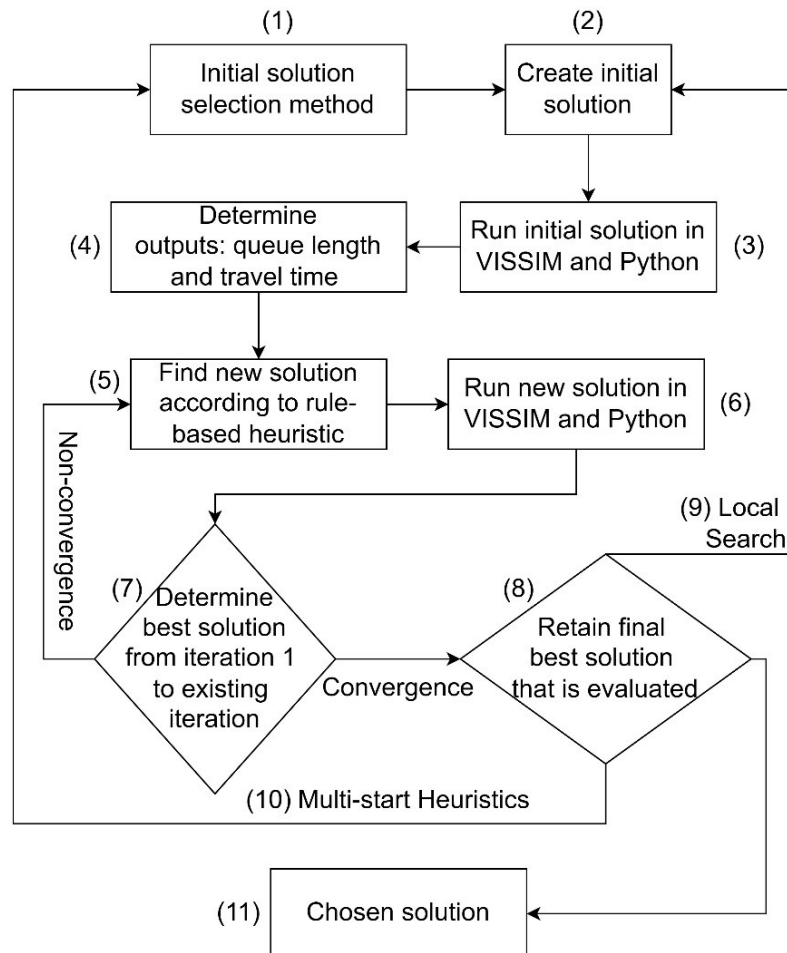 (1)
Initial solution
selection method
(2)
Create initial
solution
(3)
Run initial solution in
VISSIM and Python
(4)
Determine
outputs: queue length
and travel time
(5)
Find new solution
according to rule-
based heuristic
(6)
Run new solution in
VISSIM and Python
Non-convergence
(7)
Determine
best solution
from iteration 1
to existing
iteration
Convergence
(8)
Retain final
best solution
that is evaluated
(9) Local
Search
(10) Multi-start Heuristics
(11)
Chosen solution